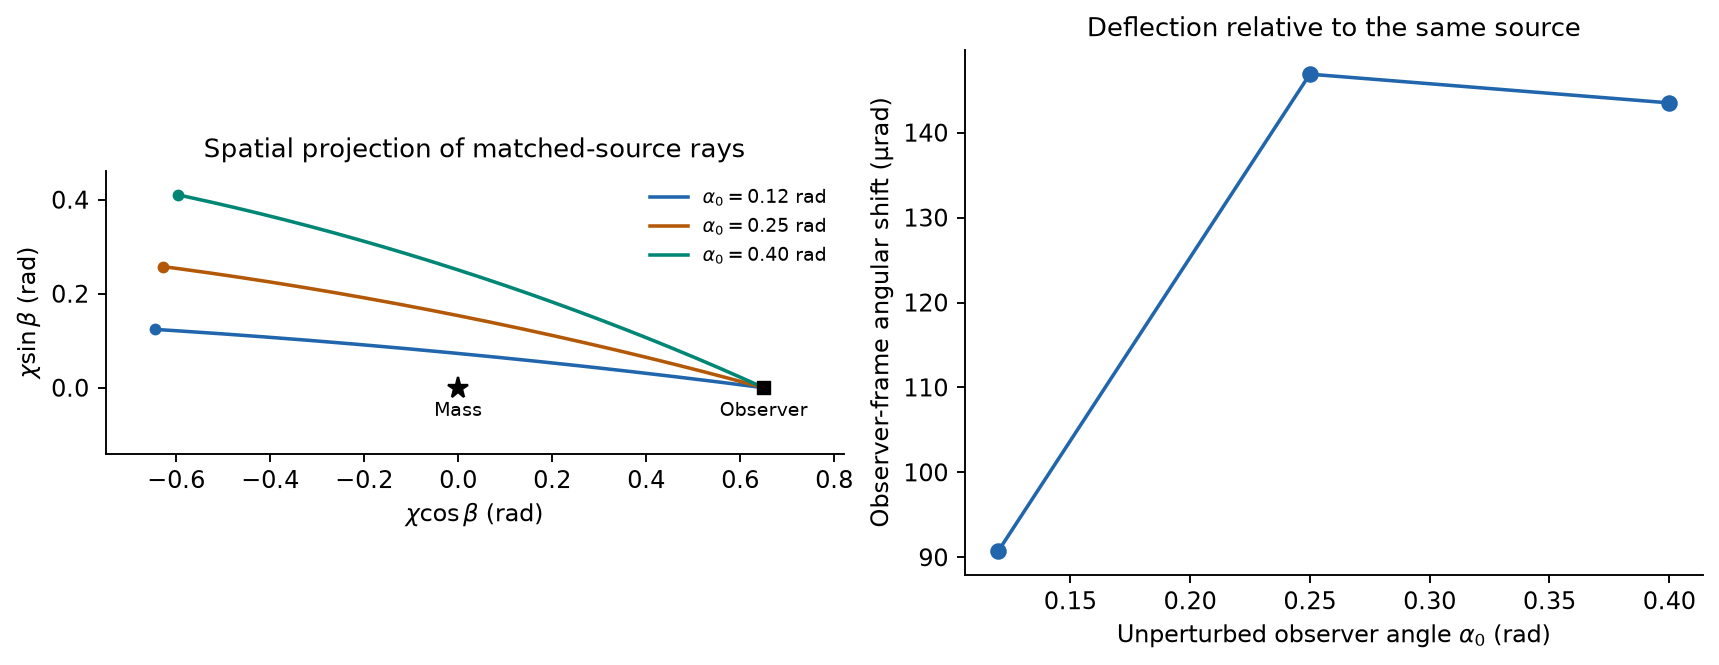 Spatial projection of matched-source rays
χsin β (rad)
0.4
0.2
0.0
α₀ = 0.12 rad
α₀ = 0.25 rad
α₀ = 0.40 rad
Mass
Observer
−0.6 −0.4 −0.2 0.0 0.2 0.4 0.6 0.8
χcos β (rad)
Deflection relative to the same source
Observer-frame angular shift (μrad)
140
130
120
110
100
90
0.15 0.20 0.25 0.30 0.35 0.40
Unperturbed observer angle α₀ (rad)